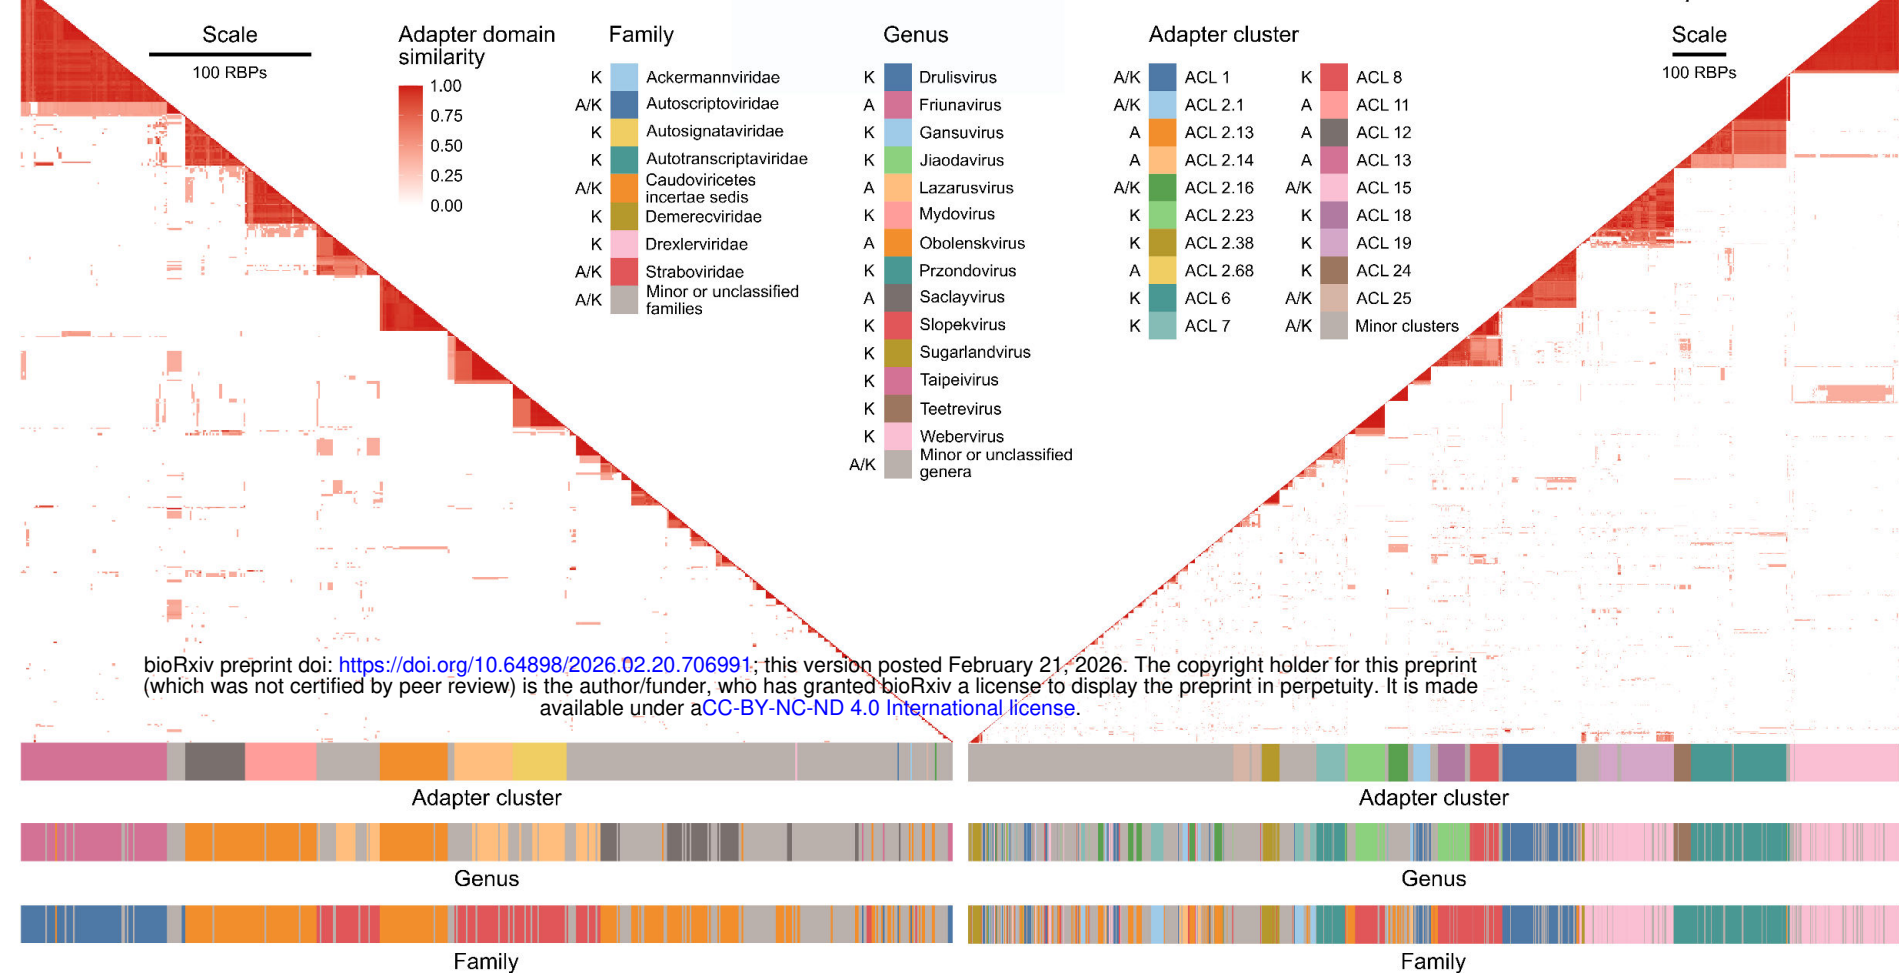 Scale
100 RBPs
Adapter domain
similarity
1.00
0.75
0.50
0.25
0.00
Family
K Ackermannviridae
A/K Autoscriptoviridae
K Autosignataviridae
K Autotranscriptaviridae
A/K Caudoviricetes
incertae sedis
K Demerecviridae
K Drexlerviridae
A/K Straboviridae
A/K Minor or unclassified
families
Genus
K Drulisvirus
A Friunavirus
K Gansuvirus
K Jiaodavirus
A Lazarusvirus
K Mydovirus
A Obolenskvirus
K Przondovirus
A Saclayvirus
K Slopekvirus
K Sugarlandvirus
K Taipeivirus
K Teetrevirus
K Webervirus
A/K Minor or unclassified
genera
Adapter cluster
A/K ACL 1
A/K ACL 2.1
A ACL 2.13
A ACL 2.14
A/K ACL 2.16
K ACL 2.23
K ACL 2.38
A ACL 2.68
K ACL 6
K ACL 7
K ACL 8
A ACL 11
A ACL 12
A ACL 13
A/K ACL 15
K ACL 18
K ACL 19
K ACL 24
A/K ACL 25
A/K Minor clusters
Scale
100 RBPs
bioRxiv preprint doi: https://doi.org/10.64898/2026.02.20.706991; this version posted February 21, 2026. The copyright holder for this preprint
(which was not certified by peer review) is the author/funder, who has granted bioRxiv a license to display the preprint in perpetuity. It is made
available under aCC-BY-NC-ND 4.0 International license.
Adapter cluster
Genus
Family
Adapter cluster
Genus
Family